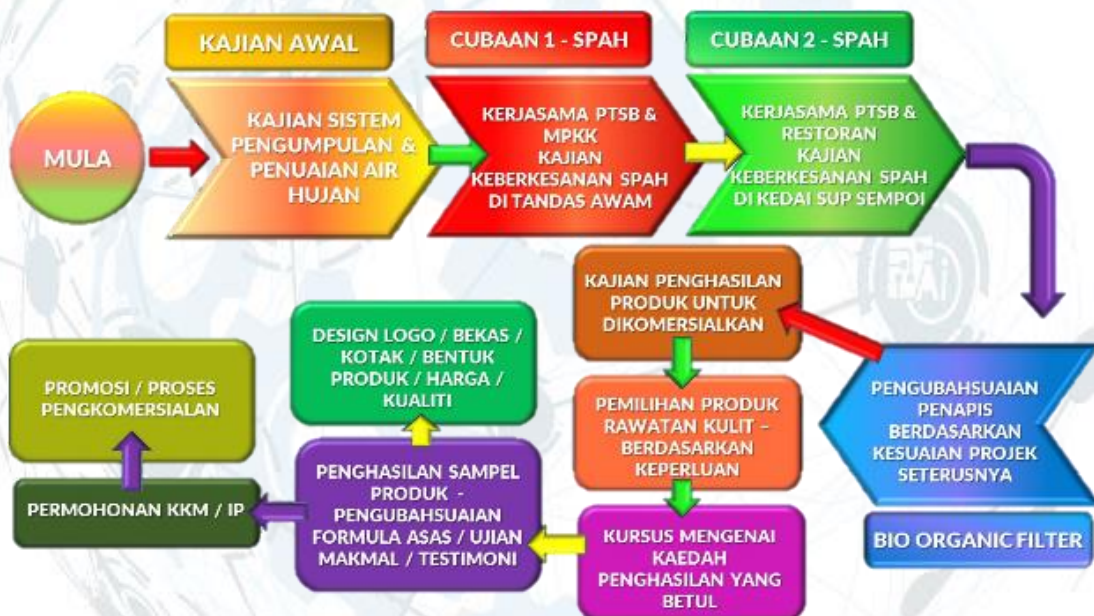 KAJIAN AWAL
CUBAAN 1 - SPAH
CUBAAN 2 - SPAH
MULA
KAJIAN SISTEM
PENGUMPULAN &
PENUAIAN AIR
HUJAN
KERJASAMA PTSB &
MPKK
KAJIAN
KEBERKESANAN SPAH
DI TANDAS AWAM
KERJASAMA PTSB &
RESTORAN
KAJIAN
KEBERKESANAN SPAH
DI KEDAI SUP SEMPOI
PENGUBAHSUAIAN
PENAPIS
BERDASARKAN
KESUAIAN PROJEK
SETERUSNYA
BIO ORGANIC FILTER
KAJIAN PENGHASILAN
PRODUK UNTUK
DIKOMERSIALKAN
PEMILIHAN PRODUK
RAWATAN KULIT –
BERDASARKAN
KEPERLUAN
KURSUS MENGENAI
KAEDAH
PENGHASILAN YANG
BETUL
PENGHASILAN SAMPEL
PRODUK -
PENGUBAHSUAIAN
FORMULA ASAS / UJIAN
MAKMAL / TESTIMONI
DESIGN LOGO / BEKAS /
KOTAK / BENTUK
PRODUK / HARGA /
KUALITI
PERMOHONAN KKM / IP
PROMOSI / PROSES
PENGKOMERSIALAN